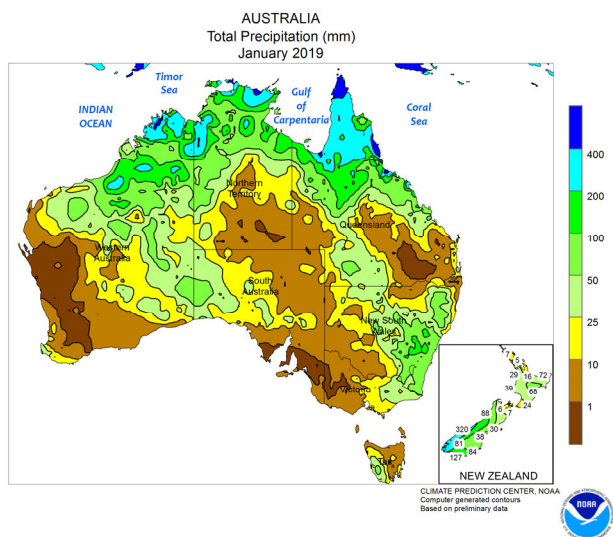 AUSTRALIA
Total Precipitation (mm)
January 2019
Timor
Sea
Gulf
of
Carpentaria
INDIAN
OCEAN
Coral
Sea
400
200
100
50
25
10
1
Northern
Territory
Queensland
Western
Australia
South
Australia
New South
Wales
Victoria
Tas
7
5
29
16
72
39
68
6
24
88
7
320
30
38
81
84
127
NEW ZEALAND
CLIMATE PREDICTION CENTER, NOAA
Computer generated contours
Based on preliminary data
NOAA